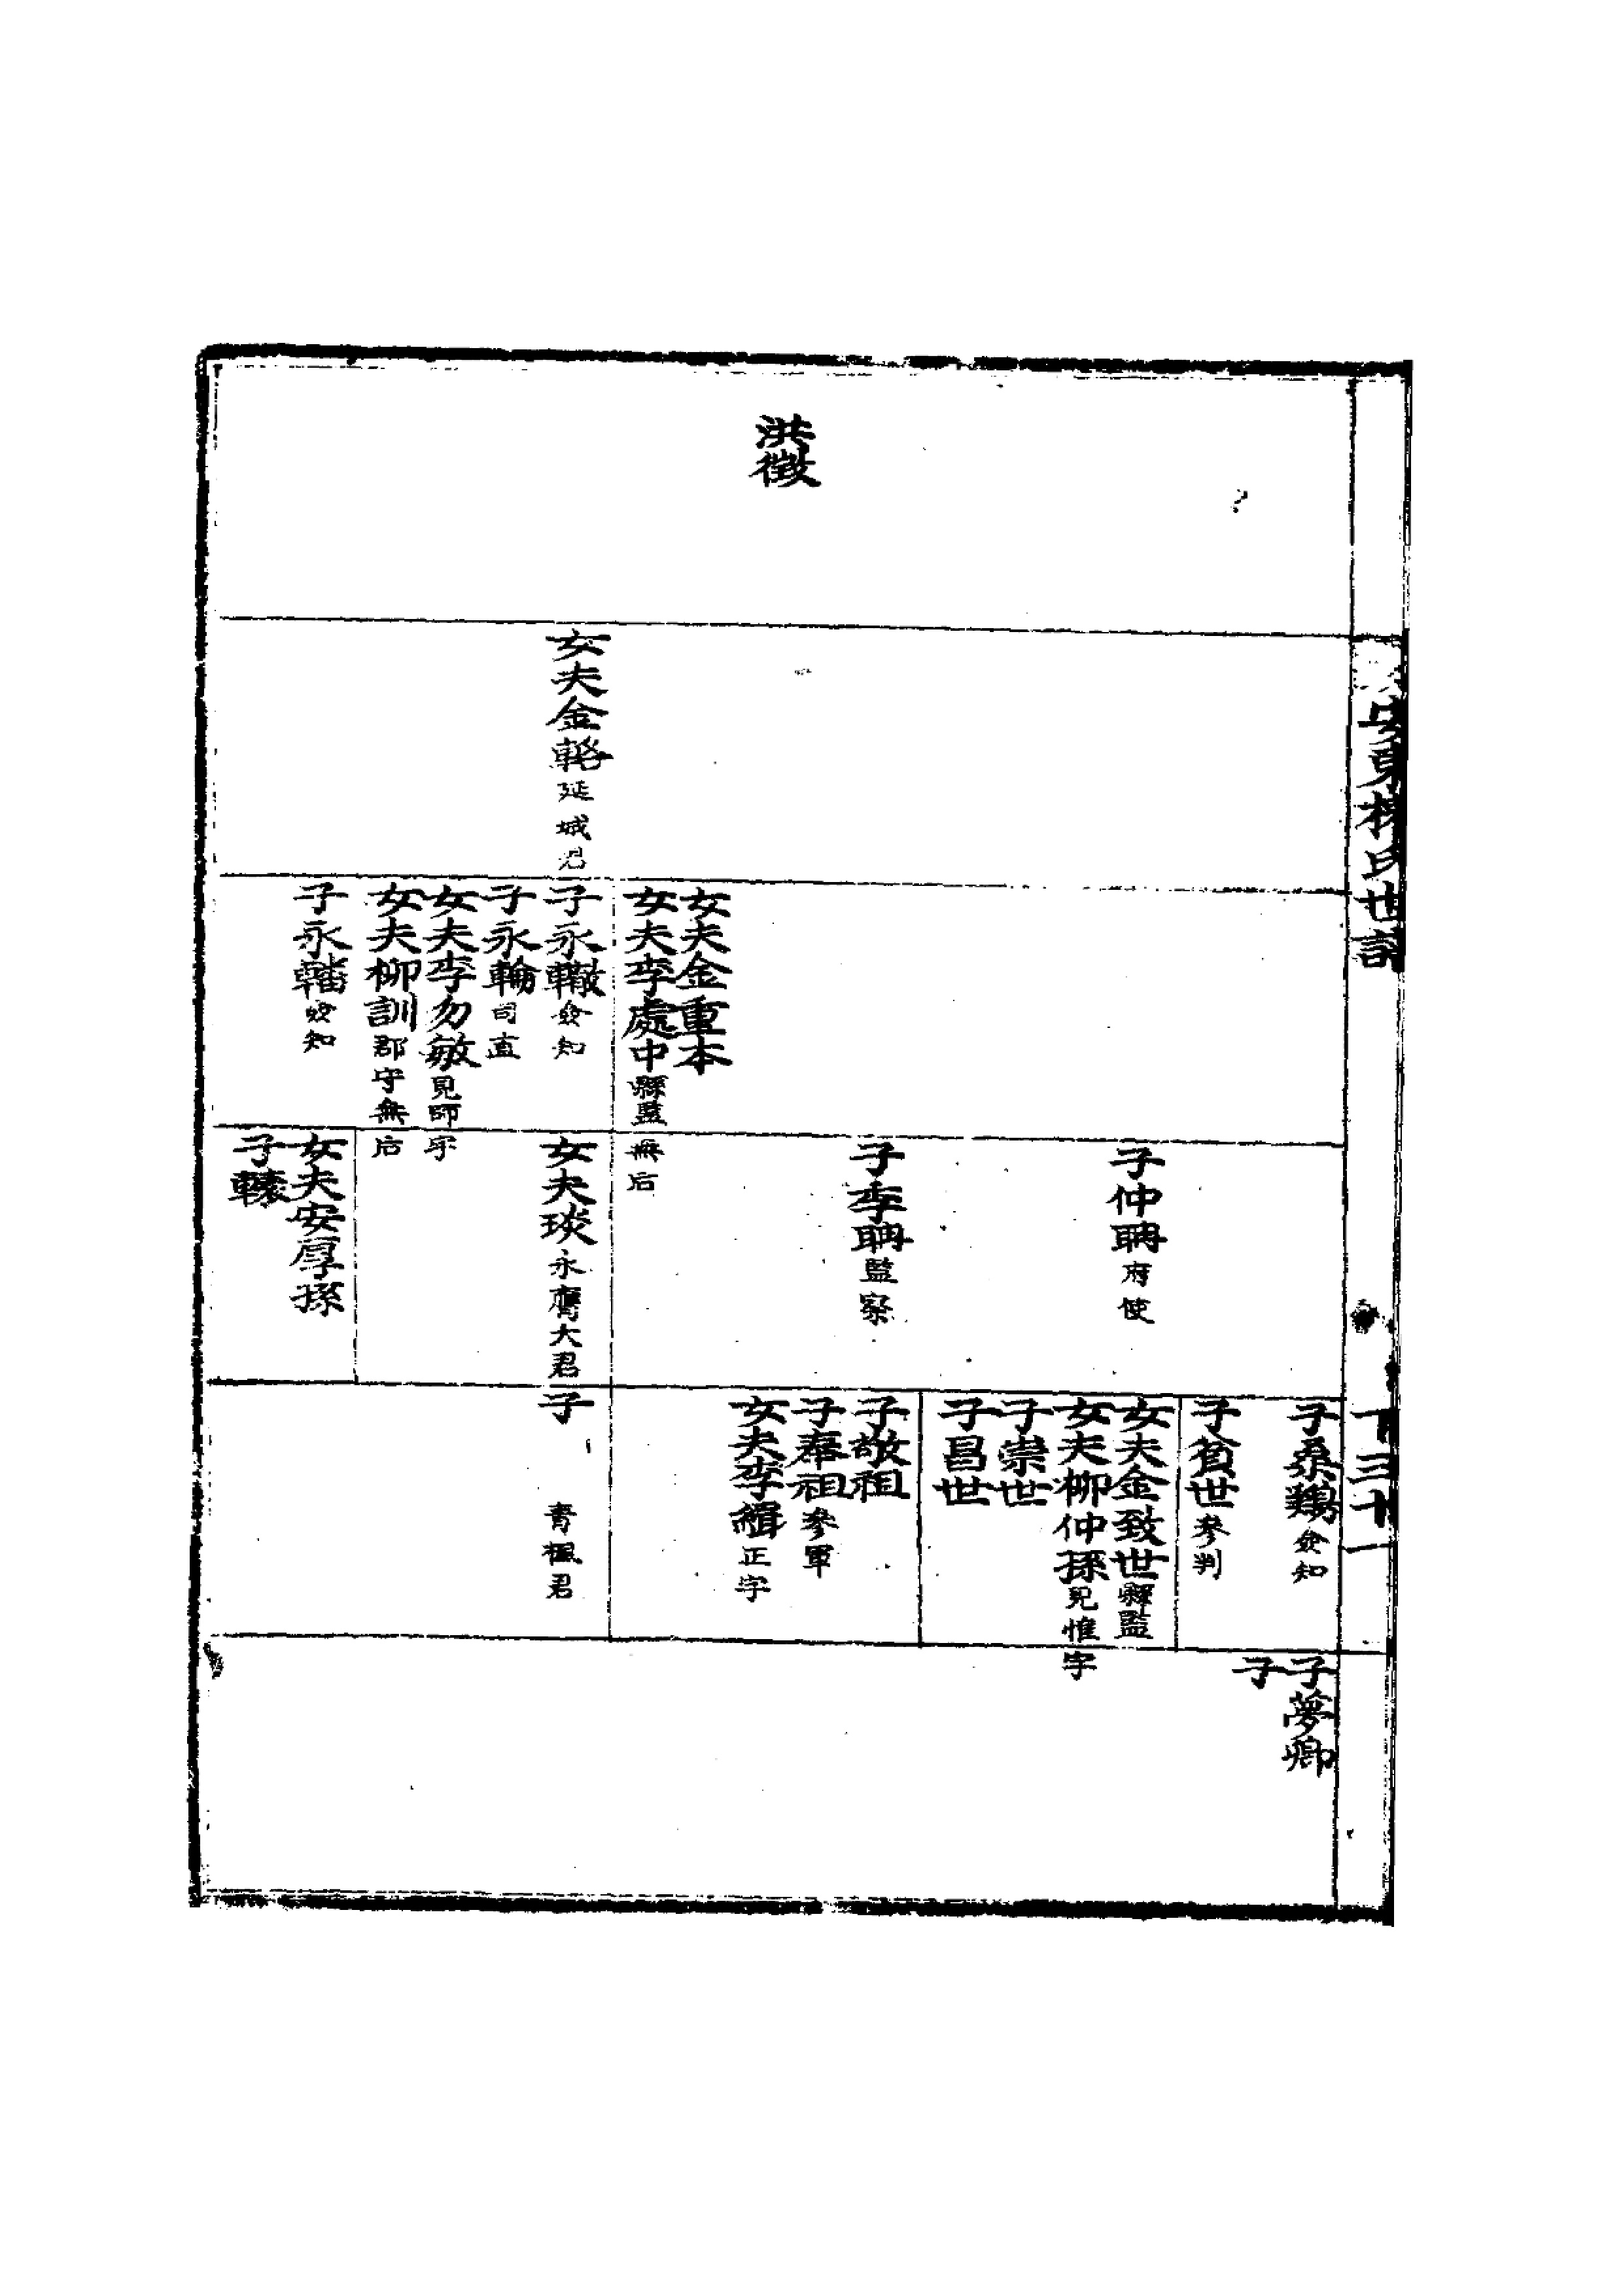 安東權氏世譜
下三十一
洪徵
女夫金輅延城君
女夫金重本
女夫李處中縣監無后
子永轍僉知
子永輪司直
女夫李勿敏見師字
女夫柳訓郡守無后
子永轓僉知
子仲聃府使
子季聃監察
女夫琰永膺大君
女夫安厚孫
子轅
子桑鷄僉知
子貧世參判
女夫金致世縣監
女夫柳仲孫見惟字
子崇世
子昌世
子敬祖
子奉祖參軍
女夫李緝正字
子 靑楓君
子夢卿
子